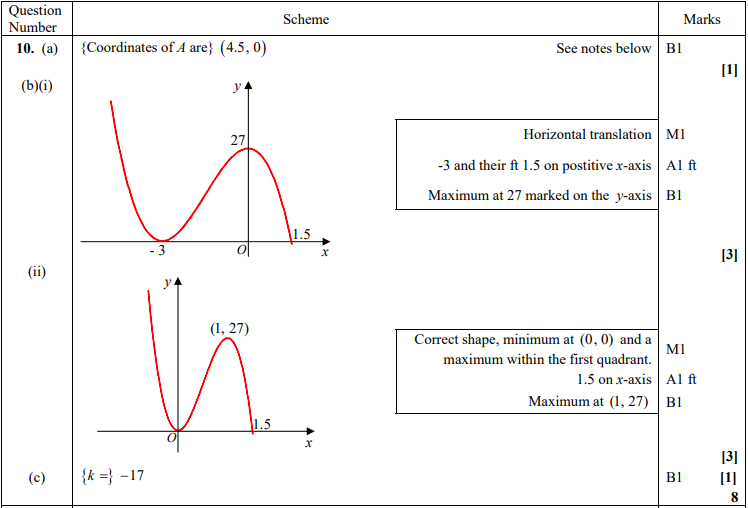 Question Number Scheme Marks
10. (a) {Coordinates of A are} (4.5, 0) See notes below B1
[1]
(b)(i)
y
27
- 3 O 1.5 x
Horizontal translation M1
-3 and their ft 1.5 on postitive x-axis A1 ft
Maximum at 27 marked on the y-axis B1
[3]
(ii)
y
(1, 27)
O 1.5 x
Correct shape, minimum at (0, 0) and a
maximum within the first quadrant. M1
1.5 on x-axis A1 ft
Maximum at (1, 27) B1
[3]
(c) {k =} −17 B1 [1]
8